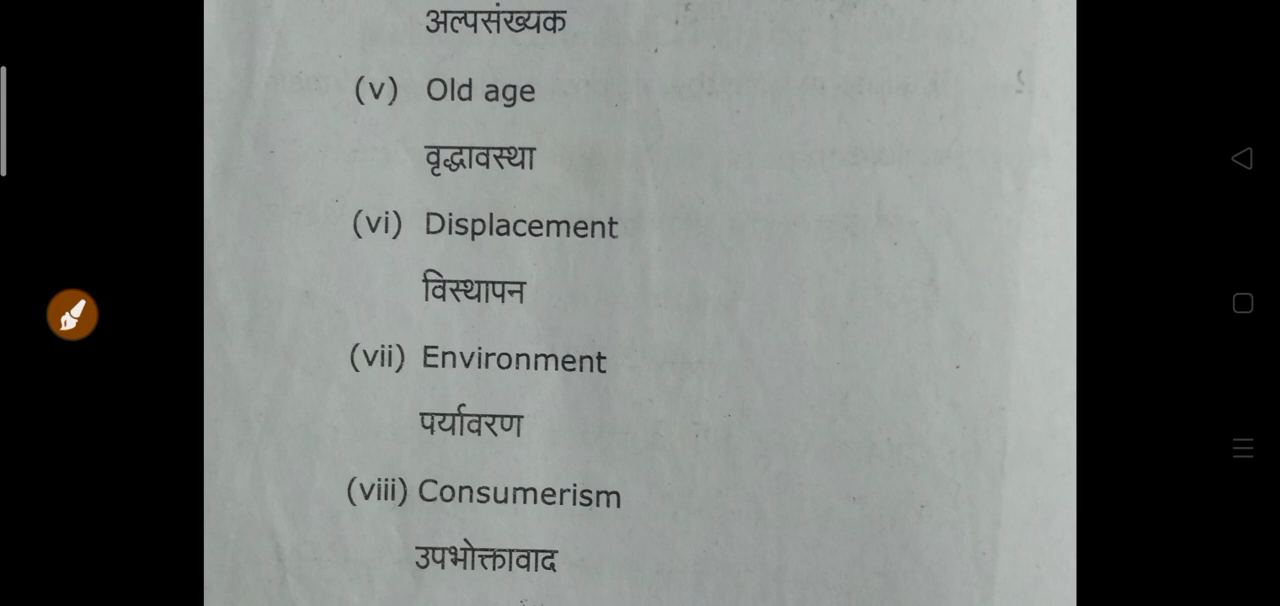 अल्पसंख्यक
(v) Old age
वृद्धावस्था
(vi) Displacement
विस्थापन
(vii) Environment
पर्यावरण
(viii) Consumerism
उपभोक्तावाद